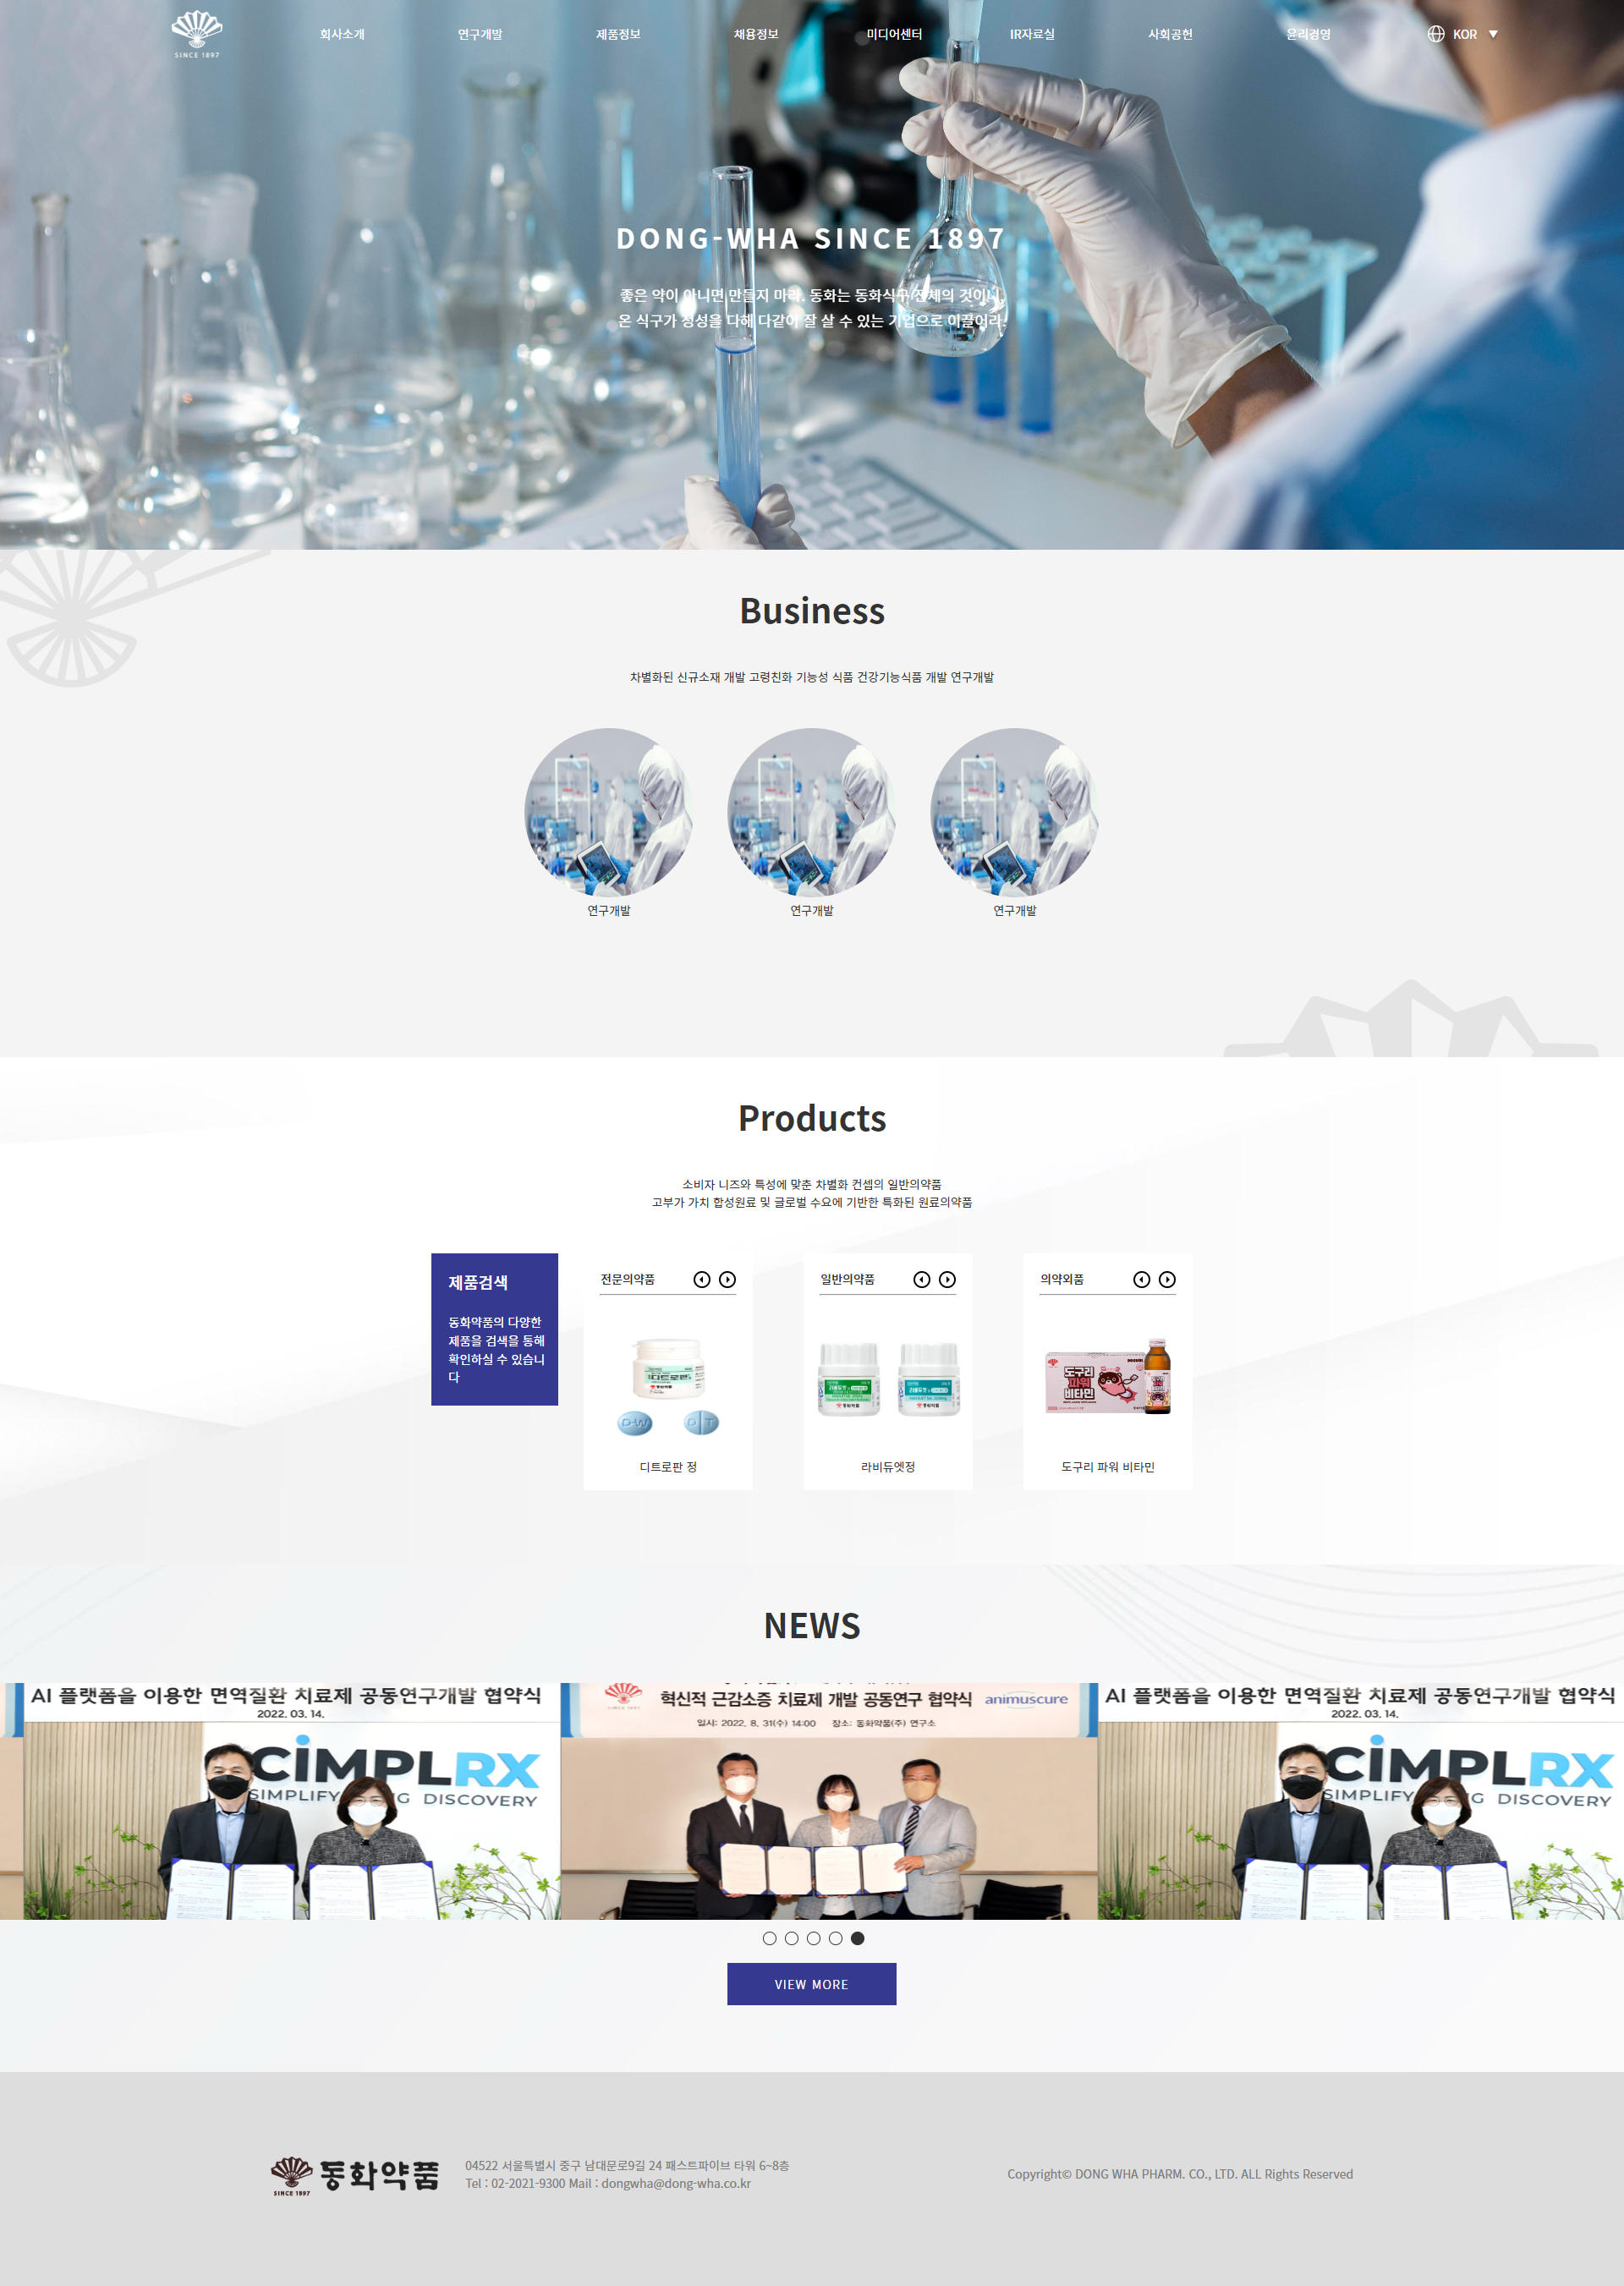 SINCE 1897
회사소개
연구개발
제품정보
채용정보
미디어센터
IR자료실
사회공헌
윤리경영
KOR
DONG-WHA SINCE 1897
좋은 약이 아니면 만들지 마라. 동화는 동화식구 전체의 것이니,
온 식구가 정성을 다해 다같이 잘 살 수 있는 기업으로 이끌어라.
Business
차별화된 신규소재 개발 고령친화 기능성 식품 건강기능식품 개발 연구개발
연구개발
연구개발
연구개발
Products
소비자 니즈와 특성에 맞춘 차별화 컨셉의 일반의약품
고부가 가치 합성원료 및 글로벌 수요에 기반한 특화된 원료의약품
제품검색
동화약품의 다양한
제품을 검색을 통해
확인하실 수 있습니
다
전문의약품
디트로판
D-W
D T
디트로판 정
일반의약품
라비듀엣정
의약외품
도구리
파워
비타민
도구리 파워 비타민
NEWS
AI 플랫폼을 이용한 면역질환 치료제 공동연구개발 협약식
2022. 03. 14.
CIMPLRX
SIMPLIFY NG DISCOVERY
혁신적 근감소증 치료제 개발 공동연구 협약식
animuscure
일시: 2022. 8. 31(수) 14:00 장소: 동화약품(주) 연구소
AI 플랫폼을 이용한 면역질환 치료제 공동연구개발 협약식
2022. 03. 14.
CIMPLRX
SIMPLIFY NG DISCOVERY
VIEW MORE
SINCE 1897
동화약품
04522 서울특별시 중구 남대문로9길 24 패스트파이브 타워 6~8층
Tel : 02-2021-9300 Mail : dongwha@dong-wha.co.kr
Copyright© DONG WHA PHARM. CO., LTD. ALL Rights Reserved